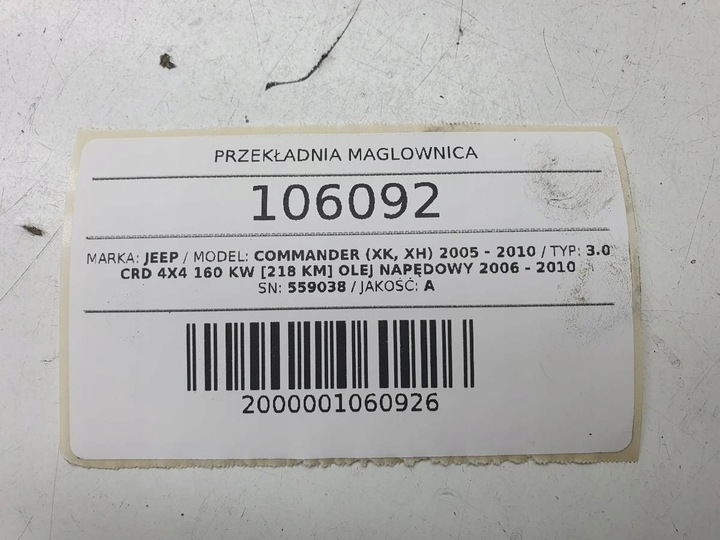 PRZEKŁADNIA MAGLOWNICA
106092
MARKA: JEEP / MODEL: COMMANDER (XK, XH) 2005 - 2010 / TYP: 3.0
CRD 4X4 160 KW [218 KM] OLEJ NAPĘDOWY 2006 - 2010
SN: 559038 / JAKOŚĆ: A
2000001060926